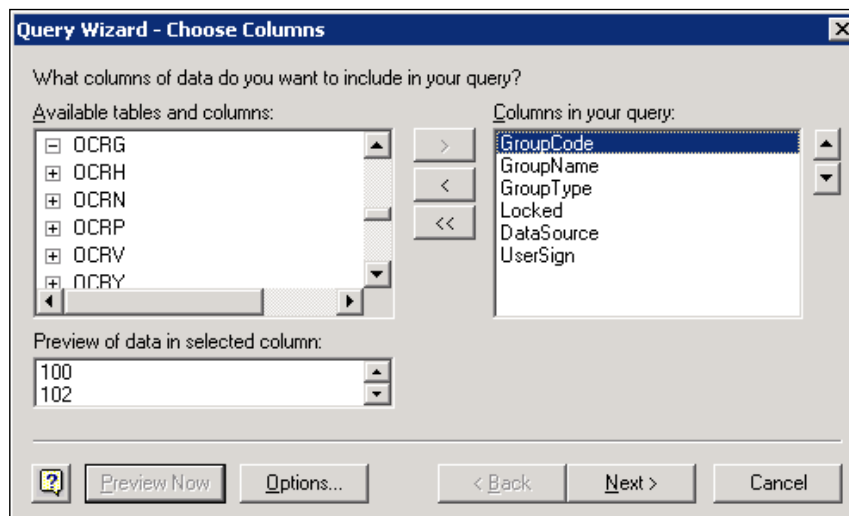 Query Wizard - Choose Columns
What columns of data do you want to include in your query?
Available tables and columns:
OCRG
OCRH
OCRN
OCRP
OCRV
OCRY
>
<
<<
Columns in your query:
GroupCode
GroupName
GroupType
Locked
DataSource
UserSign
Preview of data in selected column:
100
102
? Preview Now Options... < Back Next > Cancel